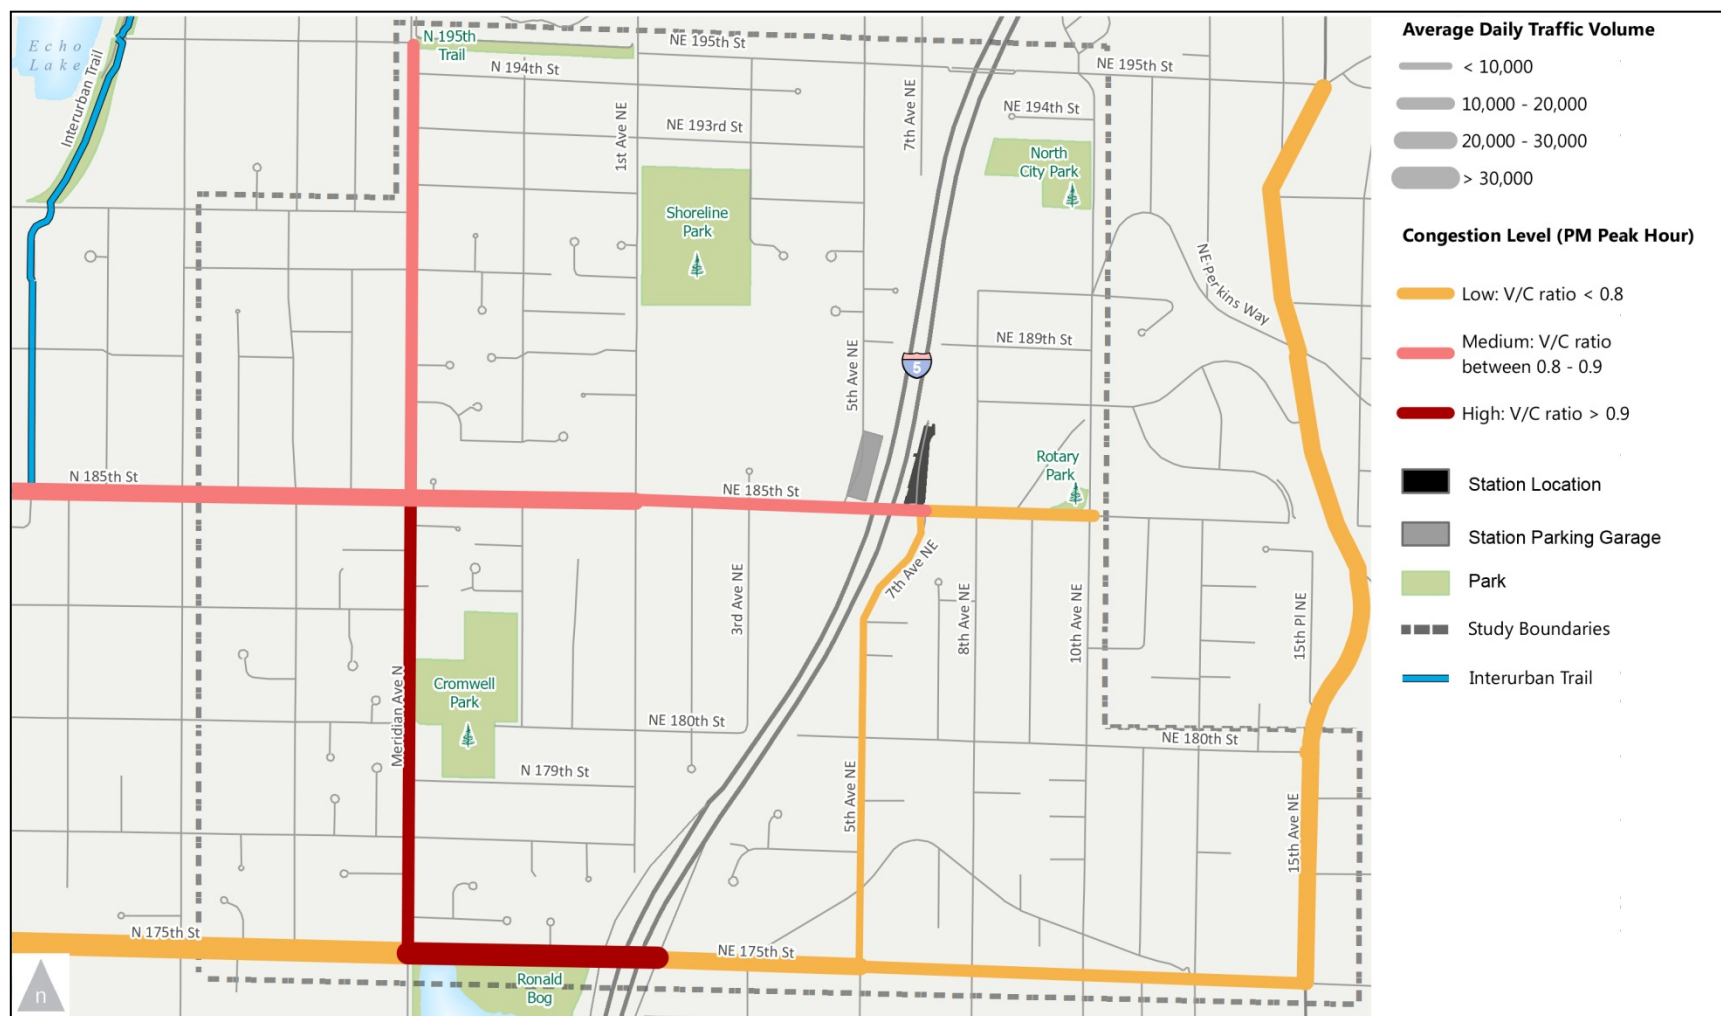 Echo
Lake
Interurban Trail
N 195th
Trail
NE 195th St
NE 195th St
N 194th St
1st Ave NE
NE 193rd St
7th Ave NE
NE 194th St
North
City Park
Shoreline
Park
NE Perkins Way
5th Ave NE
5
NE 189th St
N 185th St
NE 185th St
Rotary
Park
7th Ave NE
3rd Ave NE
8th Ave NE
10th Ave NE
15th Pl NE
Meridian Ave N
Cromwell
Park
NE 180th St
NE 180th St
N 179th St
5th Ave NE
15th Ave NE
N 175th St
NE 175th St
Ronald
Bog
n
Average Daily Traffic Volume
< 10,000
10,000 - 20,000
20,000 - 30,000
> 30,000
Congestion Level (PM Peak Hour)
Low: V/C ratio < 0.8
Medium: V/C ratio
between 0.8 - 0.9
High: V/C ratio > 0.9
Station Location
Station Parking Garage
Park
Study Boundaries
Interurban Trail